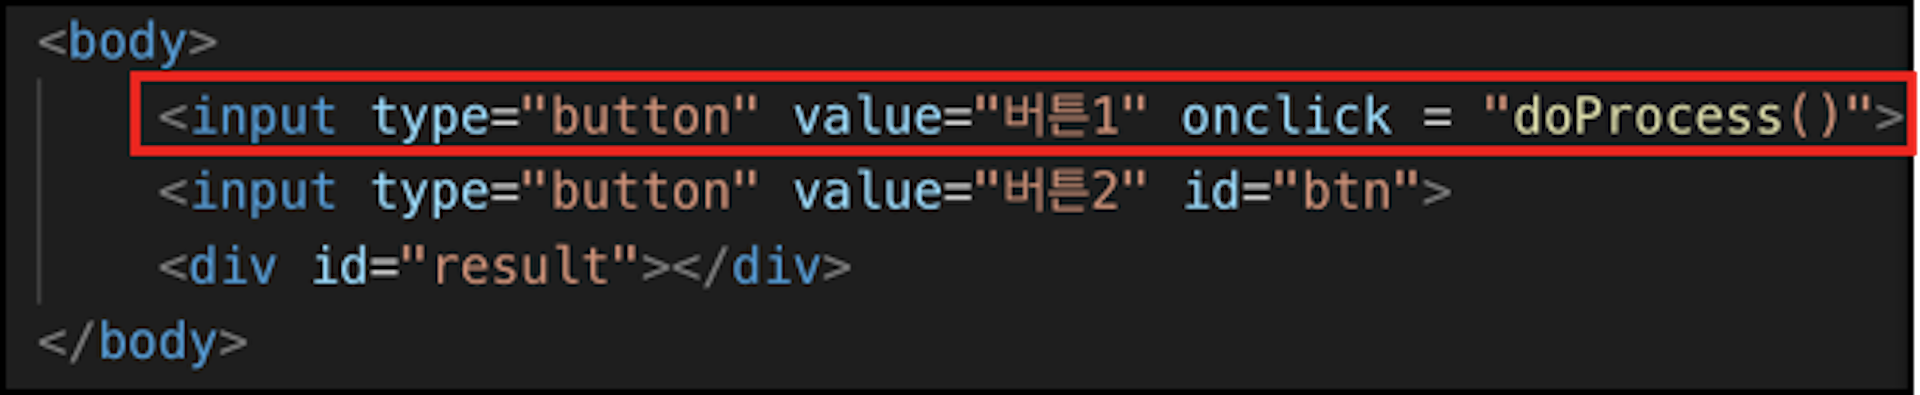 <body>
<input type="button" value="버튼1" onclick = "doProcess()">
<input type="button" value="버튼2" id="btn">
<div id="result"></div>
</body>